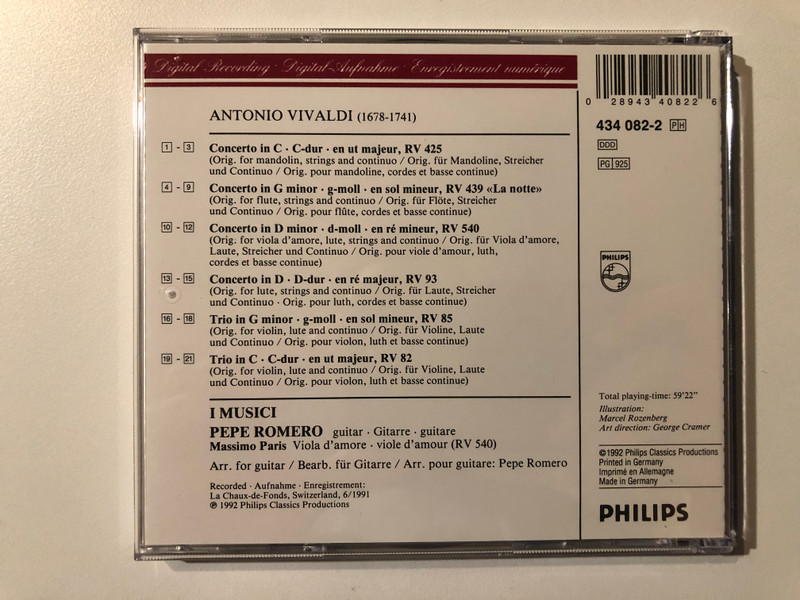 Digital Recording · Digital-Aufnahme · Enregistrement numérique
ANTONIO VIVALDI (1678-1741)
1 - 3 Concerto in C · C-dur · en ut majeur, RV 425
(Orig. for mandolin, strings and continuo / Orig. für Mandoline, Streicher
und Continuo / Orig. pour mandoline, cordes et basse continue)
4 - 9 Concerto in G minor · g-moll · en sol mineur, RV 439 «La notte»
(Orig. for flute, strings and continuo / Orig. für Flöte, Streicher
und Continuo / Orig. pour flûte, cordes et basse continue)
10 - 12 Concerto in D minor · d-moll · en ré mineur, RV 540
(Orig. for viola d'amore, lute, strings and continuo / Orig. für Viola d'amore,
Laute, Streicher und Continuo / Orig. pour viole d'amour, luth,
cordes et basse continue)
13 - 15 Concerto in D · D-dur · en ré majeur, RV 93
(Orig. for lute, strings and continuo / Orig. für Laute, Streicher
und Continuo · Orig. pour luth, cordes et basse continue)
16 - 18 Trio in G minor · g-moll · en sol mineur, RV 85
(Orig. for violin, lute and continuo / Orig. für Violine, Laute
und Continuo / Orig. pour violon, luth et basse continue)
19 - 21 Trio in C · C-dur · en ut majeur, RV 82
(Orig. for violin, lute and continuo / Orig. für Violine, Laute
und Continuo / Orig. pour violon, luth et basse continue)
I MUSICI
PEPE ROMERO guitar · Gitarre · guitare
Massimo Paris Viola d'amore · viole d'amour (RV 540)
Arr. for guitar / Bearb. für Gitarre / Arr. pour guitare: Pepe Romero
Recorded · Aufnahme · Enregistrement:
La Chaux-de-Fonds, Switzerland, 6/1991
℗ 1992 Philips Classics Productions
0 28943 40822 6
434 082-2 PH
DDD
PG 925
PHILIPS
Total playing-time: 59'22"
Illustration:
Marcel Rozenberg
Art direction: George Cramer
©1992 Philips Classics Productions
Printed in Germany
Imprimé en Allemagne
Made in Germany
PHILIPS